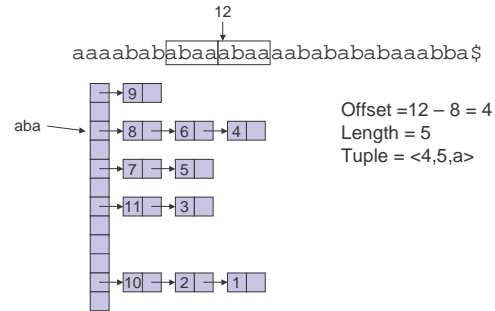 12
aaaabababaaabaaaababababaaabba$
9
Offset =12 – 8 = 4
aba
8 6 4
Length = 5
Tuple = <4,5,a>
7 5
11 3
10 2 1